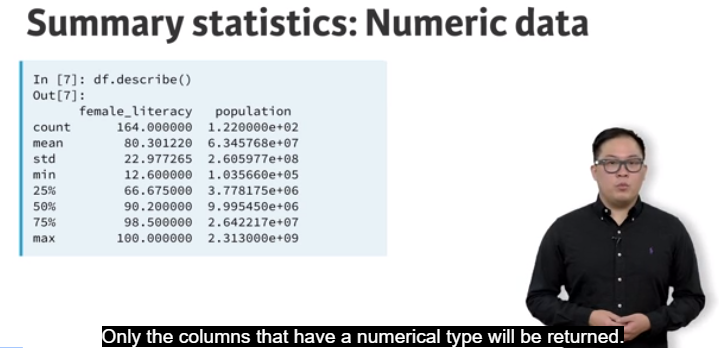 Summary statistics: Numeric data
In [7]: df.describe()
Out[7]:
female_literacy population
count 164.000000 1.220000e+02
mean 80.301220 6.345768e+07
std 22.977265 2.605977e+08
min 12.600000 1.035660e+05
25% 66.675000 3.778175e+06
50% 90.200000 9.995450e+06
75% 98.500000 2.642217e+07
max 100.000000 2.313000e+09
Only the columns that have a numerical type will be returned.